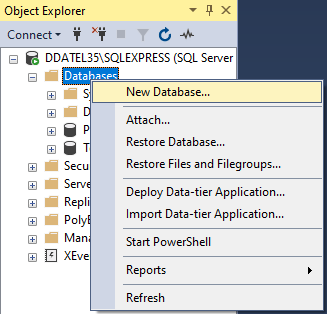 Object Explorer
Connect
DDATEL35\SQLEXPRESS (SQL Server
Databases
New Database...
Attach...
Restore Database...
Restore Files and Filegroups...
Deploy Data-tier Application...
Import Data-tier Application...
Start PowerShell
Reports
Refresh
S
D
P
T
Secu
Serve
Repli
PolyB
Mana
XEve